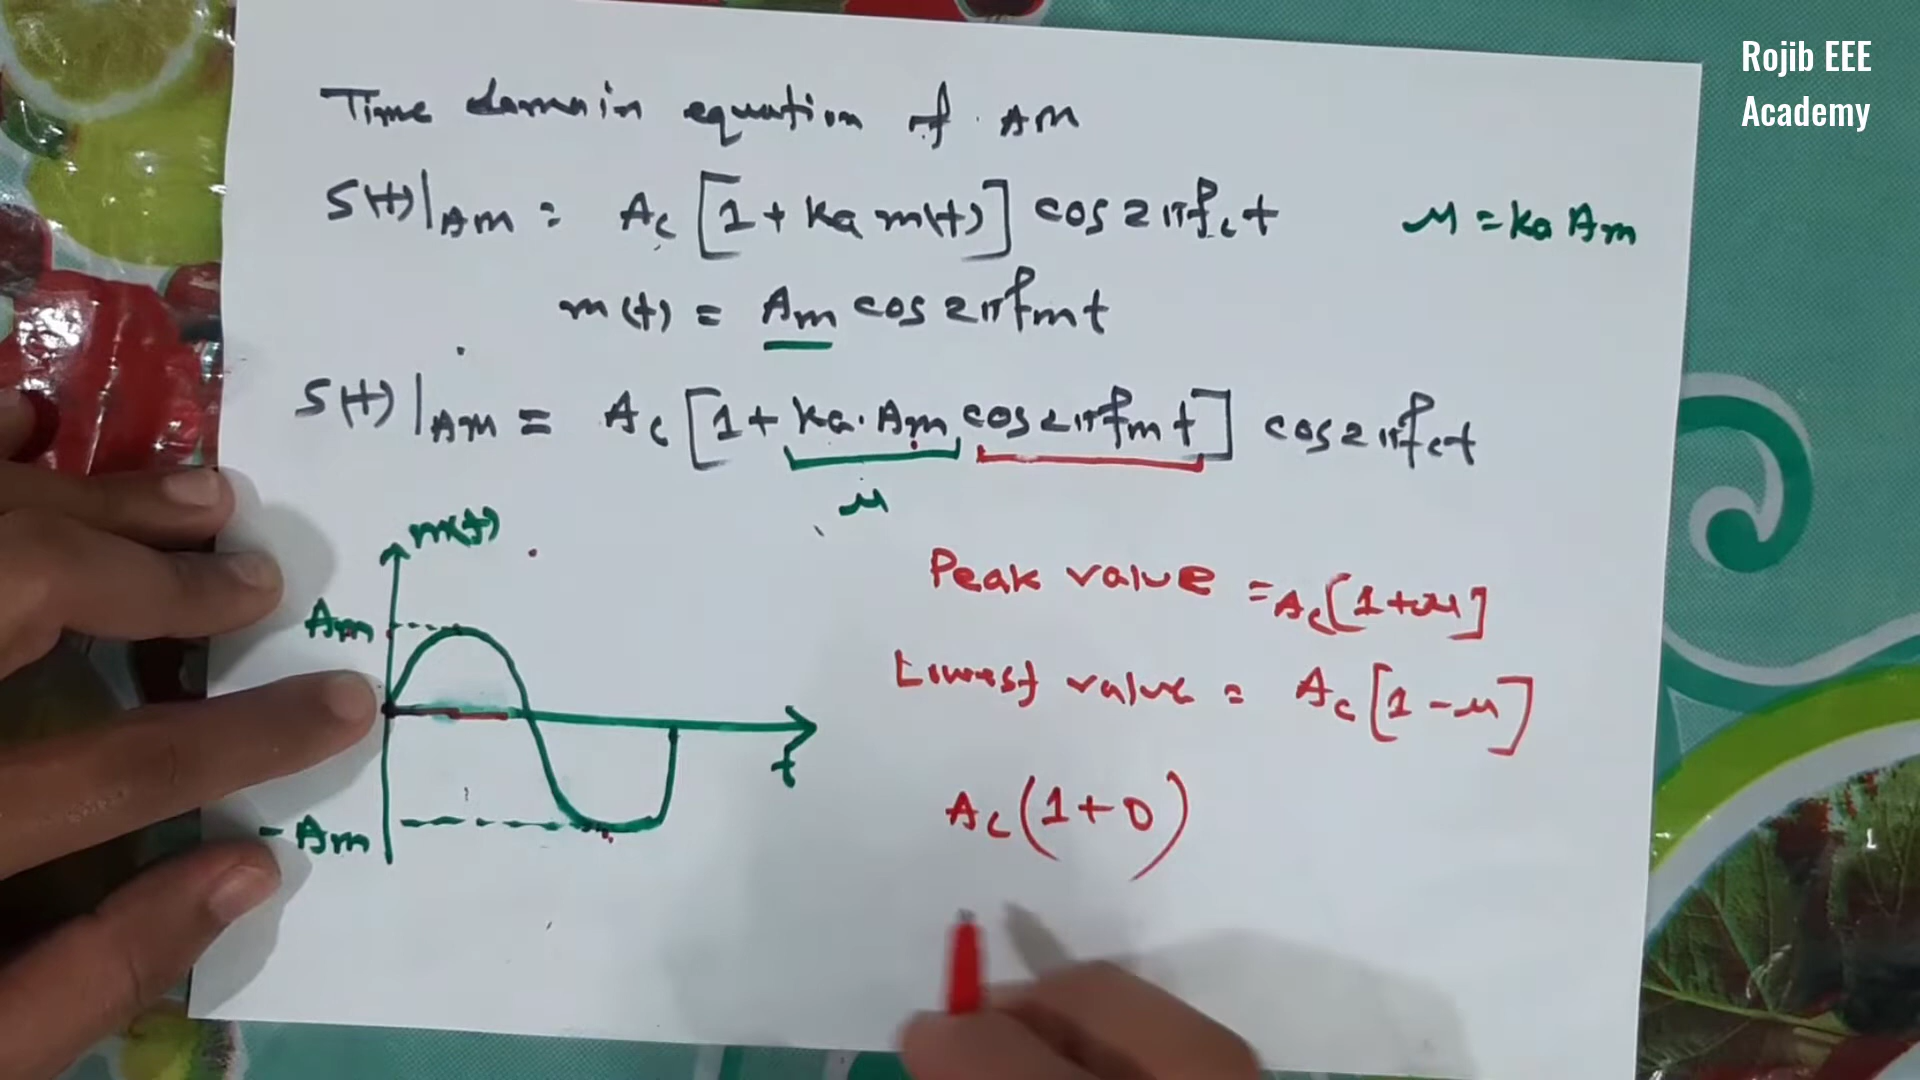 Rojib EEE
Academy
Time domain equation of AM
S(t)|AM = Ac [1 + ka m(t)] cos 2πfct
μ = ka Am
m(t) = Am cos 2πfmt
S(t)|AM = Ac [1 + ka . Am cos 2πfmt] cos 2πfct
μ
m(t)
Am
t
- Am
Peak value = Ac [1 + μ]
Lowest value = Ac [1 - μ]
Ac (1 + 0)